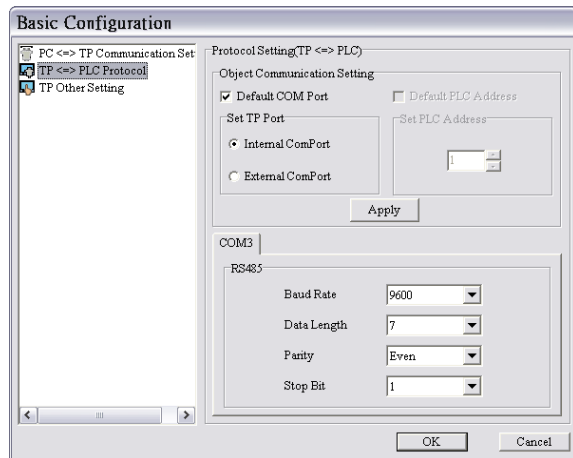 Basic Configuration
PC <=> TP Communication Set
TP <=> PLC Protocol
TP Other Setting
Protocol Setting(TP <=> PLC)
Object Communication Setting
Default COM Port
Default PLC Address
Set TP Port
Internal ComPort
External ComPort
Set PLC Address
1
Apply
COM3
RS485
Baud Rate 9600
Data Length 7
Parity Even
Stop Bit 1
OK Cancel